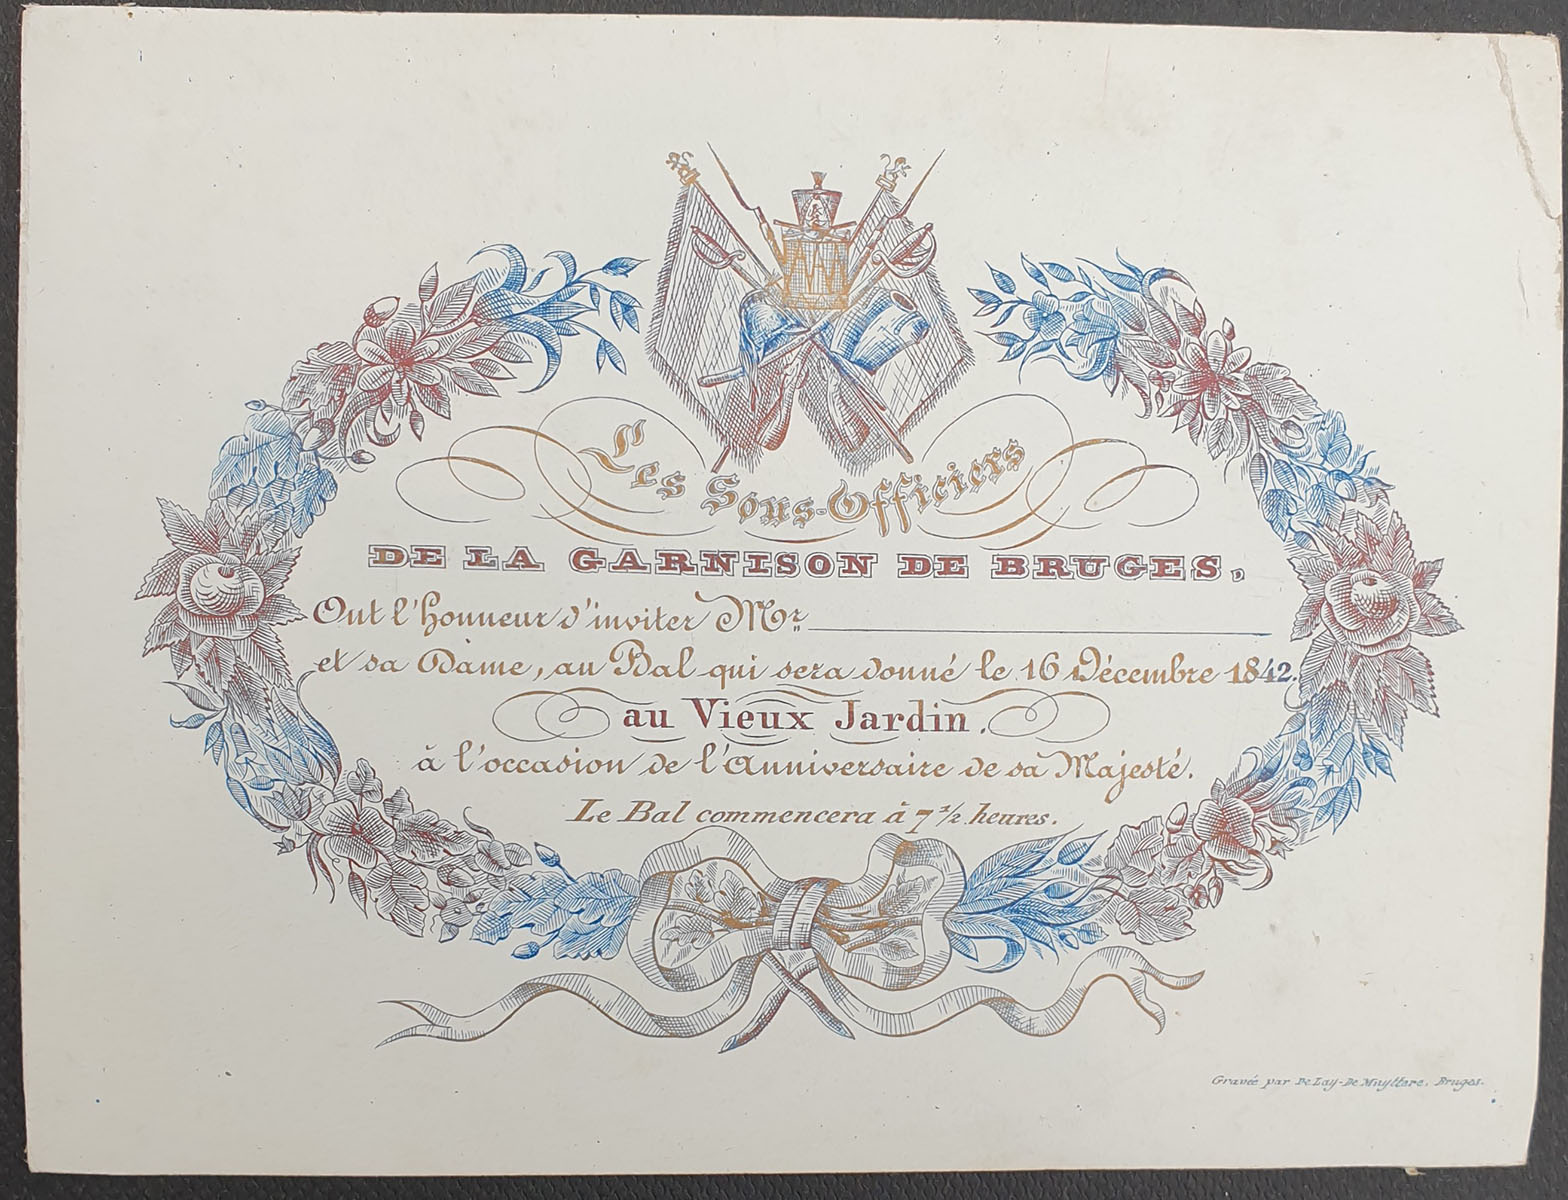 Les Sous-Officiers
DE LA GARNISON DE BRUGES,
Ont l'honneur d'inviter Mr.
et sa Dame, au Bal qui sera donné le 16 Décembre 1842.
au Vieux Jardin.
à l'occasion de l'Anniversaire de sa Majesté.
Le Bal commencera à 7 1/2 heures.
Gravée par De Lay-De Muyttere, Bruges.